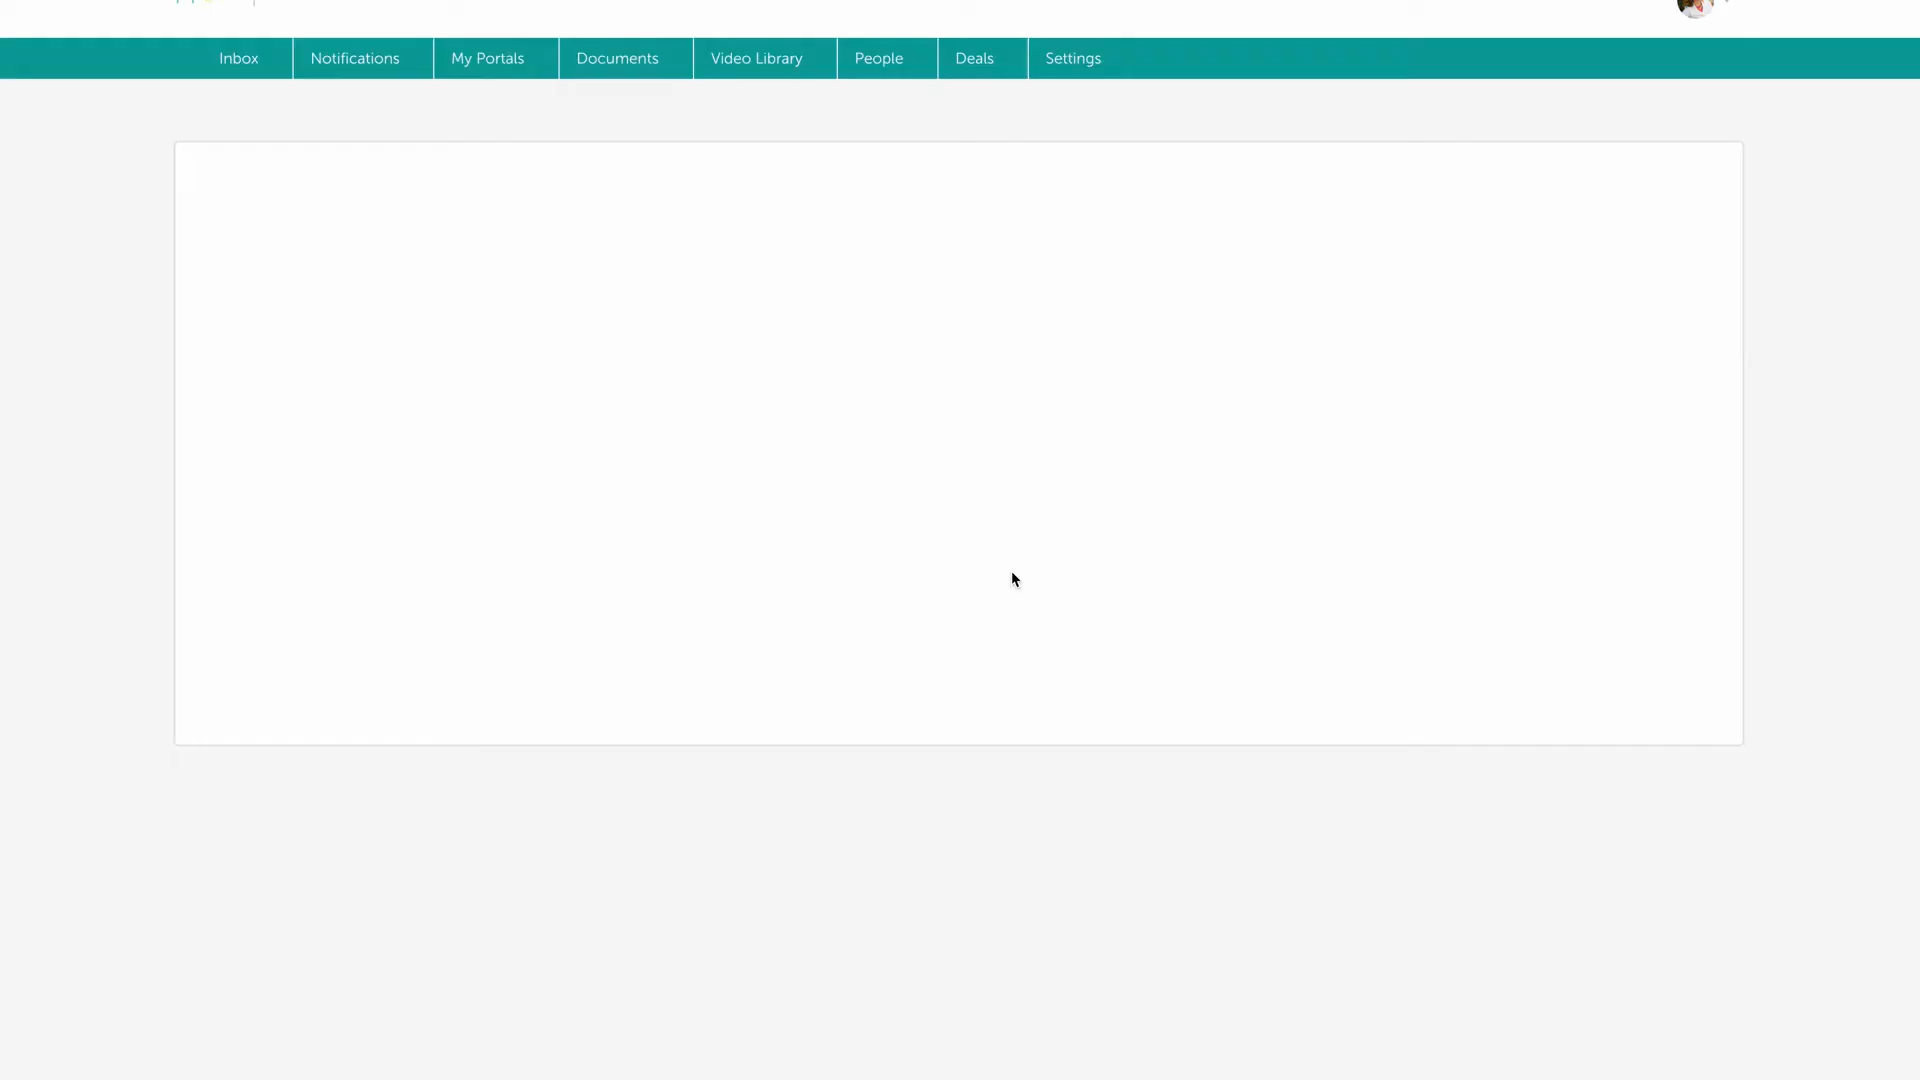 Inbox
Notifications
My Portals
Documents
Video Library
People
Deals
Settings